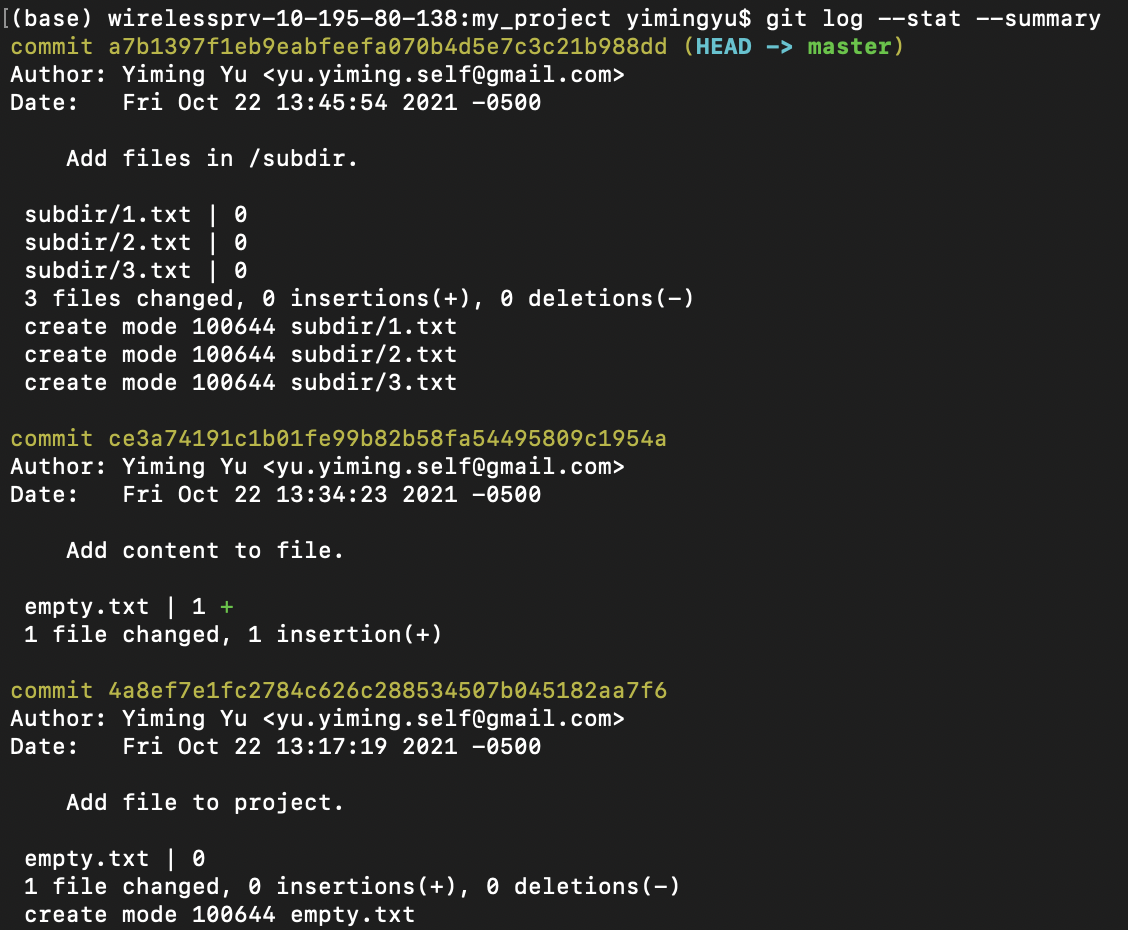 [(base) wirelessprv-10-195-80-138:my_project yimingyu$ git log --stat --summary
commit a7b1397f1eb9eabfeefa070b4d5e7c3c21b988dd (HEAD -> master)
Author: Yiming Yu <yu.yiming.self@gmail.com>
Date:   Fri Oct 22 13:45:54 2021 -0500

    Add files in /subdir.

 subdir/1.txt | 0
 subdir/2.txt | 0
 subdir/3.txt | 0
 3 files changed, 0 insertions(+), 0 deletions(-)
 create mode 100644 subdir/1.txt
 create mode 100644 subdir/2.txt
 create mode 100644 subdir/3.txt

commit ce3a74191c1b01fe99b82b58fa54495809c1954a
Author: Yiming Yu <yu.yiming.self@gmail.com>
Date:   Fri Oct 22 13:34:23 2021 -0500

    Add content to file.

 empty.txt | 1 +
 1 file changed, 1 insertion(+)

commit 4a8ef7e1fc2784c626c288534507b045182aa7f6
Author: Yiming Yu <yu.yiming.self@gmail.com>
Date:   Fri Oct 22 13:17:19 2021 -0500

    Add file to project.

 empty.txt | 0
 1 file changed, 0 insertions(+), 0 deletions(-)
 create mode 100644 empty.txt